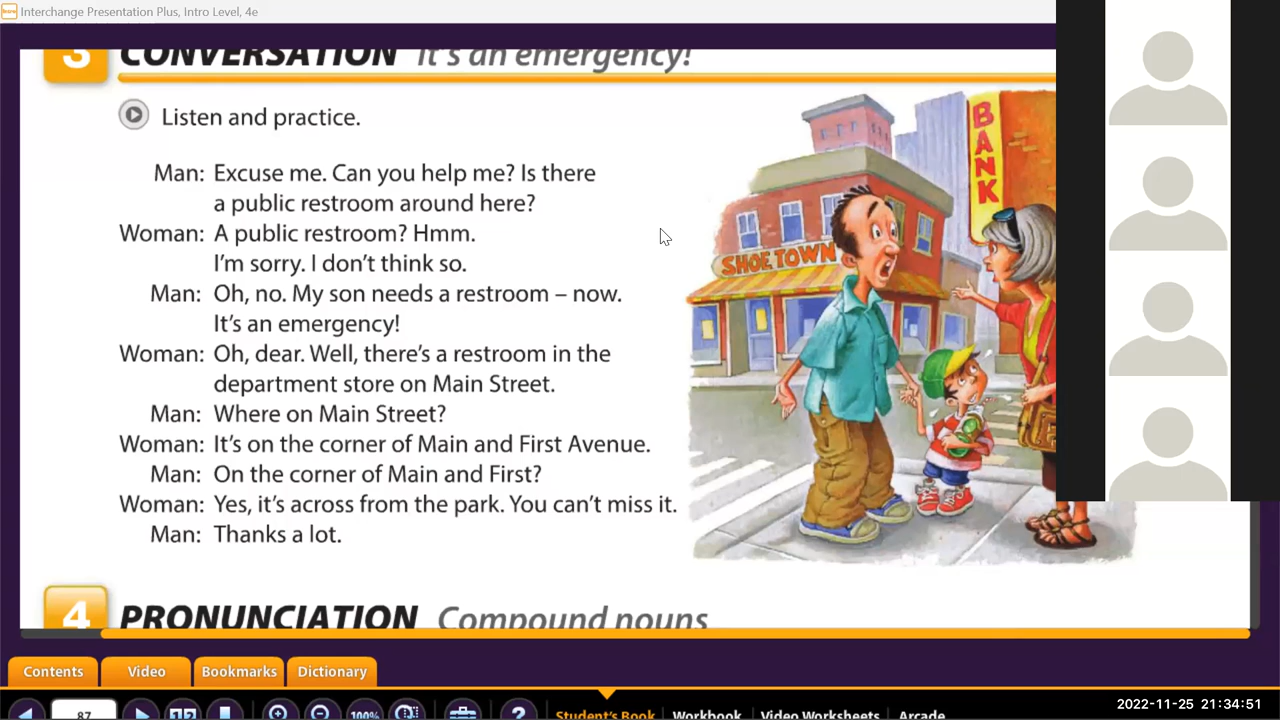 Interchange Presentation Plus, Intro Level, 4e
3 CONVERSATION It's an emergency!
Listen and practice.
Man: Excuse me. Can you help me? Is there
a public restroom around here?
Woman: A public restroom? Hmm.
I'm sorry. I don't think so.
Man: Oh, no. My son needs a restroom – now.
It's an emergency!
Woman: Oh, dear. Well, there's a restroom in the
department store on Main Street.
Man: Where on Main Street?
Woman: It's on the corner of Main and First Avenue.
Man: On the corner of Main and First?
Woman: Yes, it's across from the park. You can't miss it.
Man: Thanks a lot.
BANK
SHOE TOWN
4 PRONUNCIATION Compound nouns
Contents Video Bookmarks Dictionary
87 100% ? Student's Book Workbook Video Worksheets Arcade
2022-11-25 21:34:51